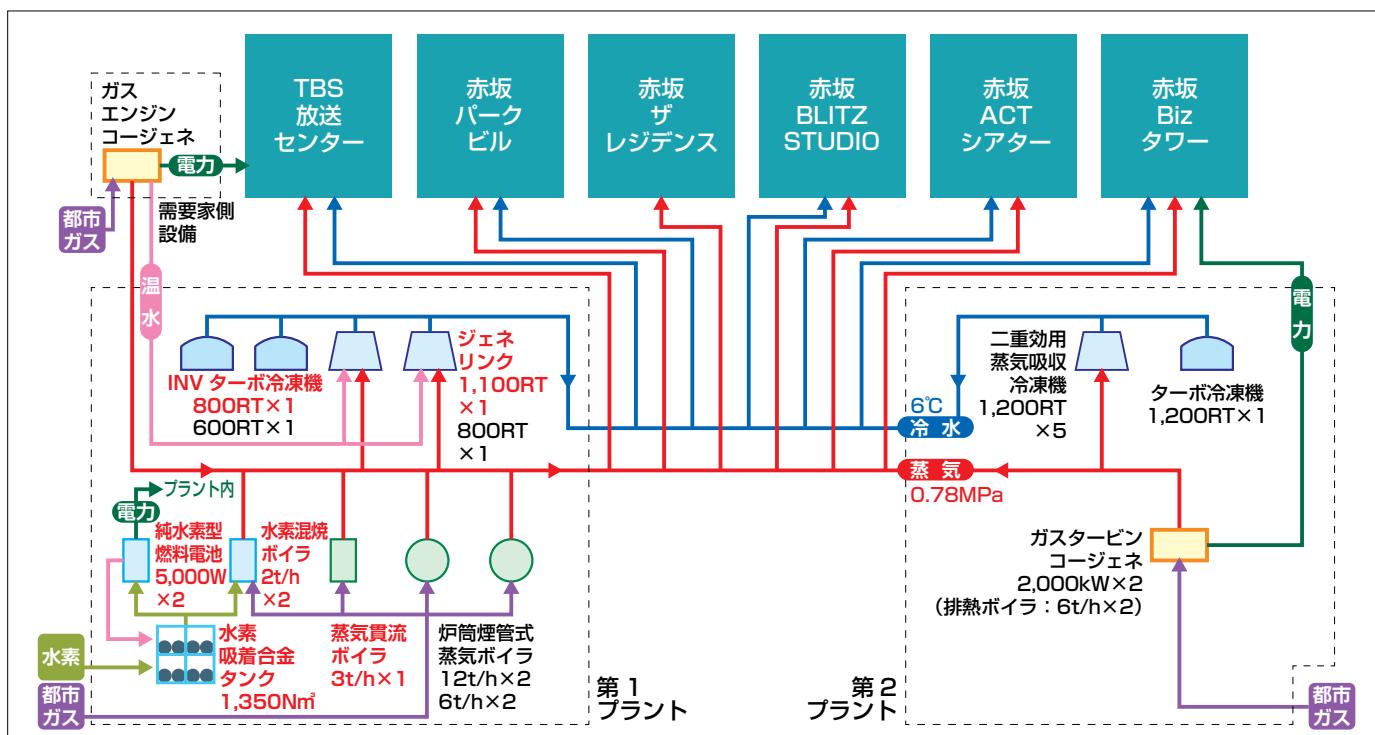 ガス
エンジン
コージェネ
電力
都市
ガス
需要家側
設備
温水
TBS
放送
センター
赤坂
パーク
ビル
赤坂
ザ
レジデンス
赤坂
BLITZ
STUDIO
赤坂
ACT
シアター
赤坂
Biz
タワー
INV ターボ冷凍機
800RT×1
600RT×1
ジェネ
リンク
1,100RT
×1
800RT
×1
6℃
冷 水
二重効用
蒸気吸収
冷凍機
1,200RT
×5
ターボ冷凍機
1,200RT×1
電力
蒸 気
0.78MPa
プラント内
電力
純水素型
燃料電池
5,000W
×2
水素混焼
ボイラ
2t/h
×2
水素
吸着合金
タンク
1,350N㎥
蒸気貫流
ボイラ
3t/h×1
炉筒煙管式
蒸気ボイラ
12t/h×2
6t/h×2
水素
都市
ガス
第1
プラント
第2
プラント
ガスタービン
コージェネ
2,000kW×2
(排熱ボイラ:6t/h×2)
都市
ガス